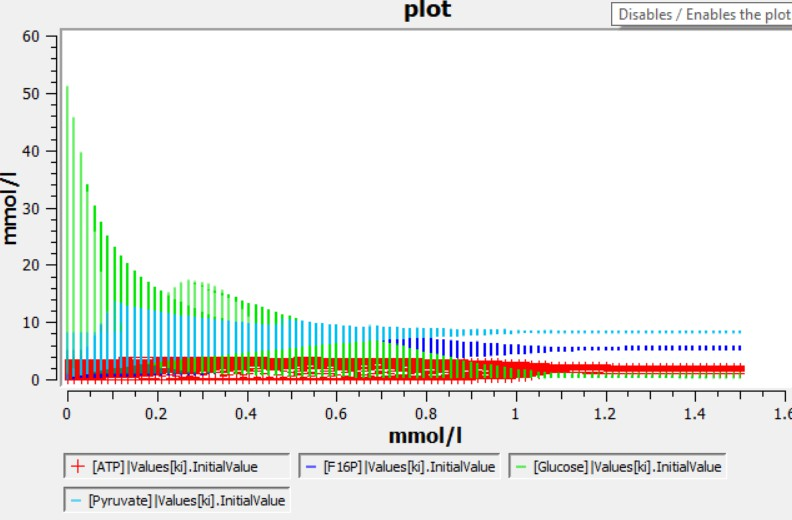 plot
Disables / Enables the plot
60
50
40
30
20
10
0
mmol/l
0 0.2 0.4 0.6 0.8 1 1.2 1.4 1.6
mmol/l
[ATP]|Values[ki].InitialValue [F16P]|Values[ki].InitialValue [Glucose]|Values[ki].InitialValue
[Pyruvate]|Values[ki].InitialValue